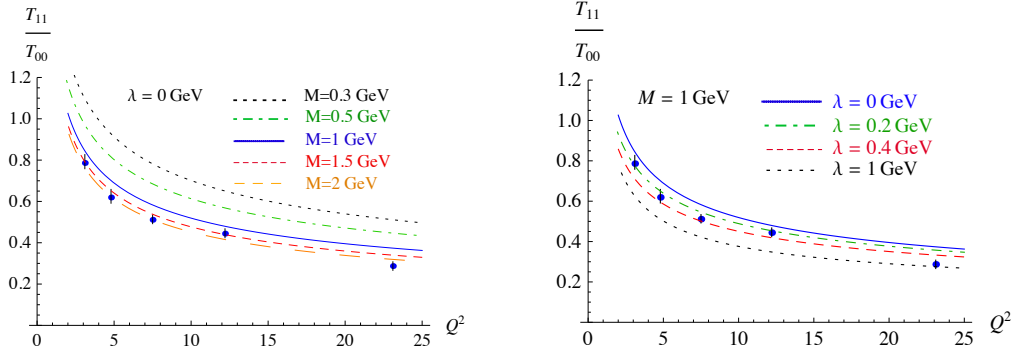 T₁₁
T₀₀
1.2
1.0
0.8
0.6
0.4
0.2
λ = 0 GeV
M=0.3 GeV
M=0.5 GeV
M=1 GeV
M=1.5 GeV
M=2 GeV
0 5 10 15 20 25 Q²
T₁₁
T₀₀
1.2
1.0
0.8
0.6
0.4
0.2
M = 1 GeV
λ = 0 GeV
λ = 0.2 GeV
λ = 0.4 GeV
λ = 1 GeV
0 5 10 15 20 25 Q²